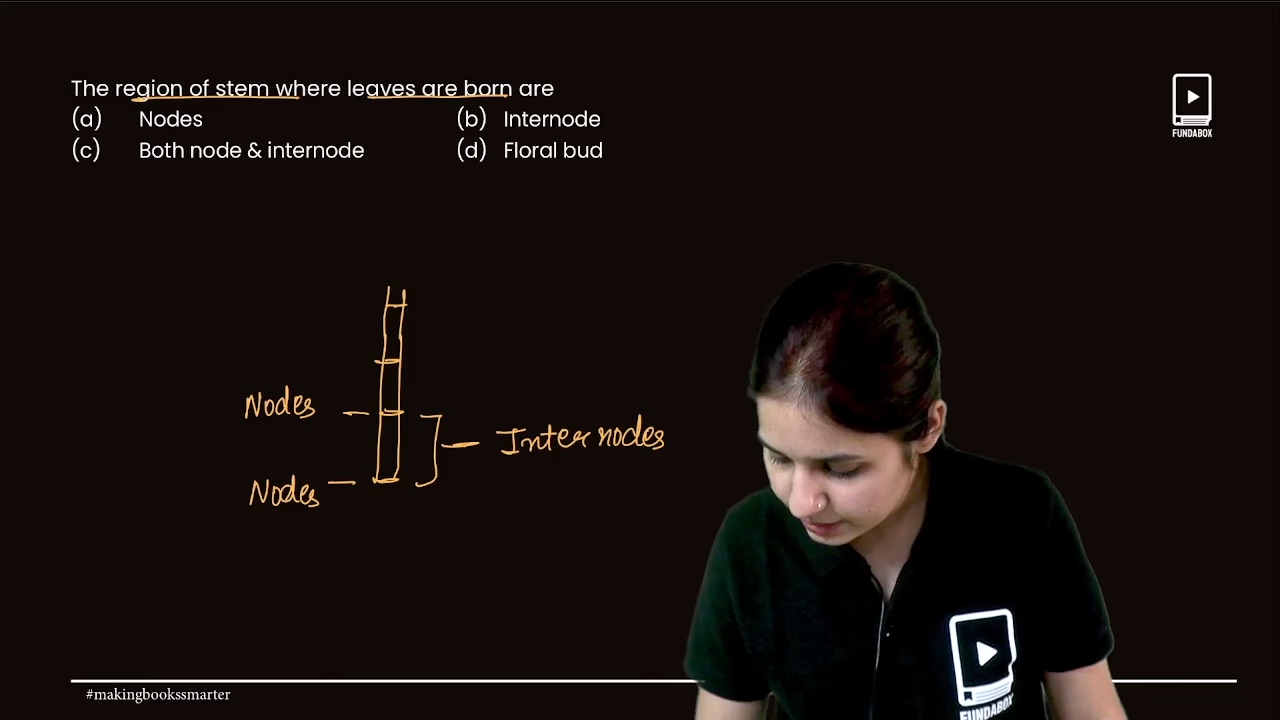 The region of stem where leaves are born are
(a) Nodes (b) Internode
(c) Both node & internode (d) Floral bud
FUNDABOX
Nodes
Internodes
Nodes
#makingbookssmarter
FUNDABOX